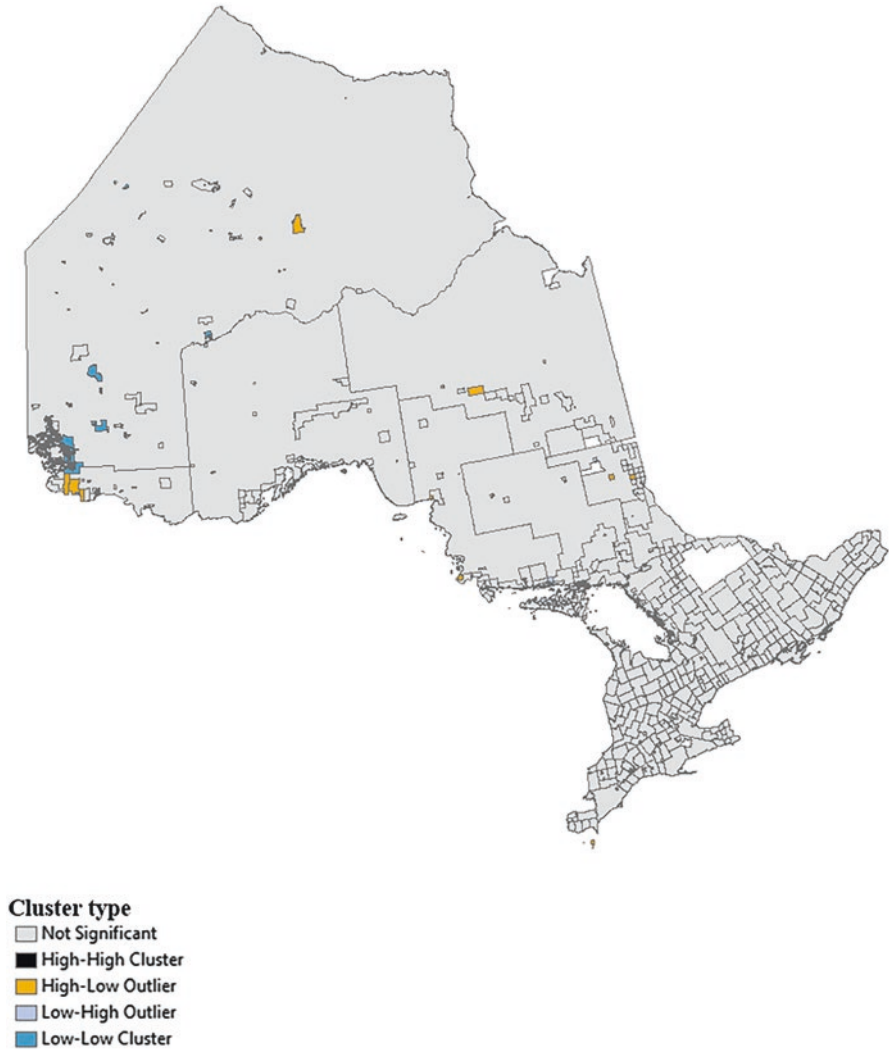 Cluster type
Not Significant
High-High Cluster
High-Low Outlier
Low-High Outlier
Low-Low Cluster